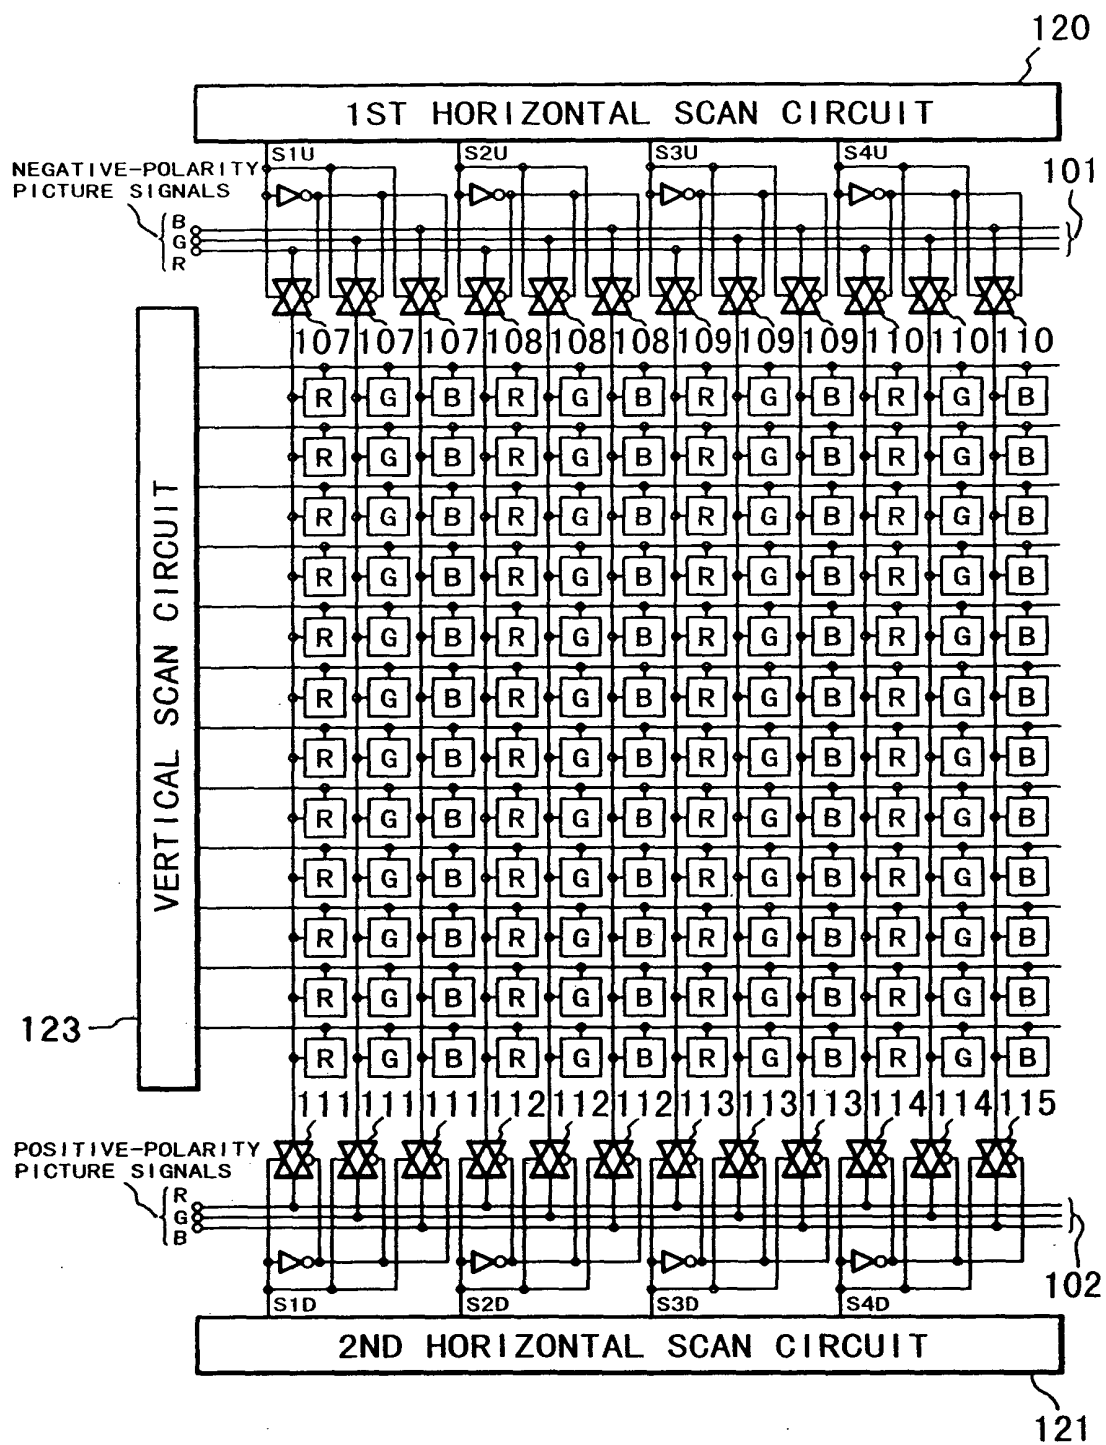 120
1ST HORIZONTAL SCAN CIRCUIT
S1U S2U S3U S4U
NEGATIVE-POLARITY
PICTURE SIGNALS
101
B
G
R
107 107 107 108 108 108 109 109 109 110 110 110
R G B R G B R G B R G B
R G B R G B R G B R G B
R G B R G B R G B R G B
R G B R G B R G B R G B
R G B R G B R G B R G B
R G B R G B R G B R G B
R G B R G B R G B R G B
R G B R G B R G B R G B
R G B R G B R G B R G B
R G B R G B R G B R G B
R G B R G B R G B R G B
R G B R G B R G B R G B
VERTICAL SCAN CIRCUIT
123
111 111 111 112 112 112 113 113 113 114 114 115
POSITIVE-POLARITY
PICTURE SIGNALS
R
G
B
102
S1D S2D S3D S4D
2ND HORIZONTAL SCAN CIRCUIT
121